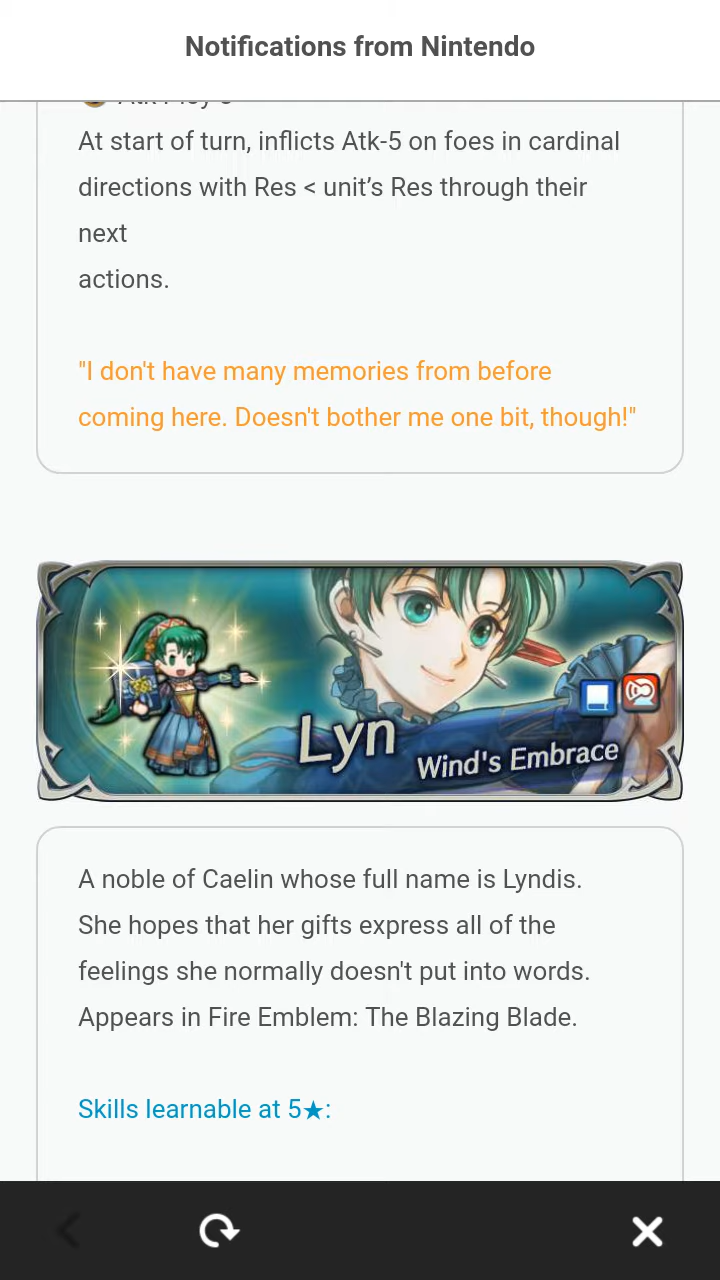 Notifications from Nintendo
At start of turn, inflicts Atk-5 on foes in cardinal
directions with Res < unit’s Res through their
next
actions.
"I don't have many memories from before
coming here. Doesn't bother me one bit, though!"
Lyn
Wind's Embrace
A noble of Caelin whose full name is Lyndis.
She hopes that her gifts express all of the
feelings she normally doesn't put into words.
Appears in Fire Emblem: The Blazing Blade.
Skills learnable at 5★: